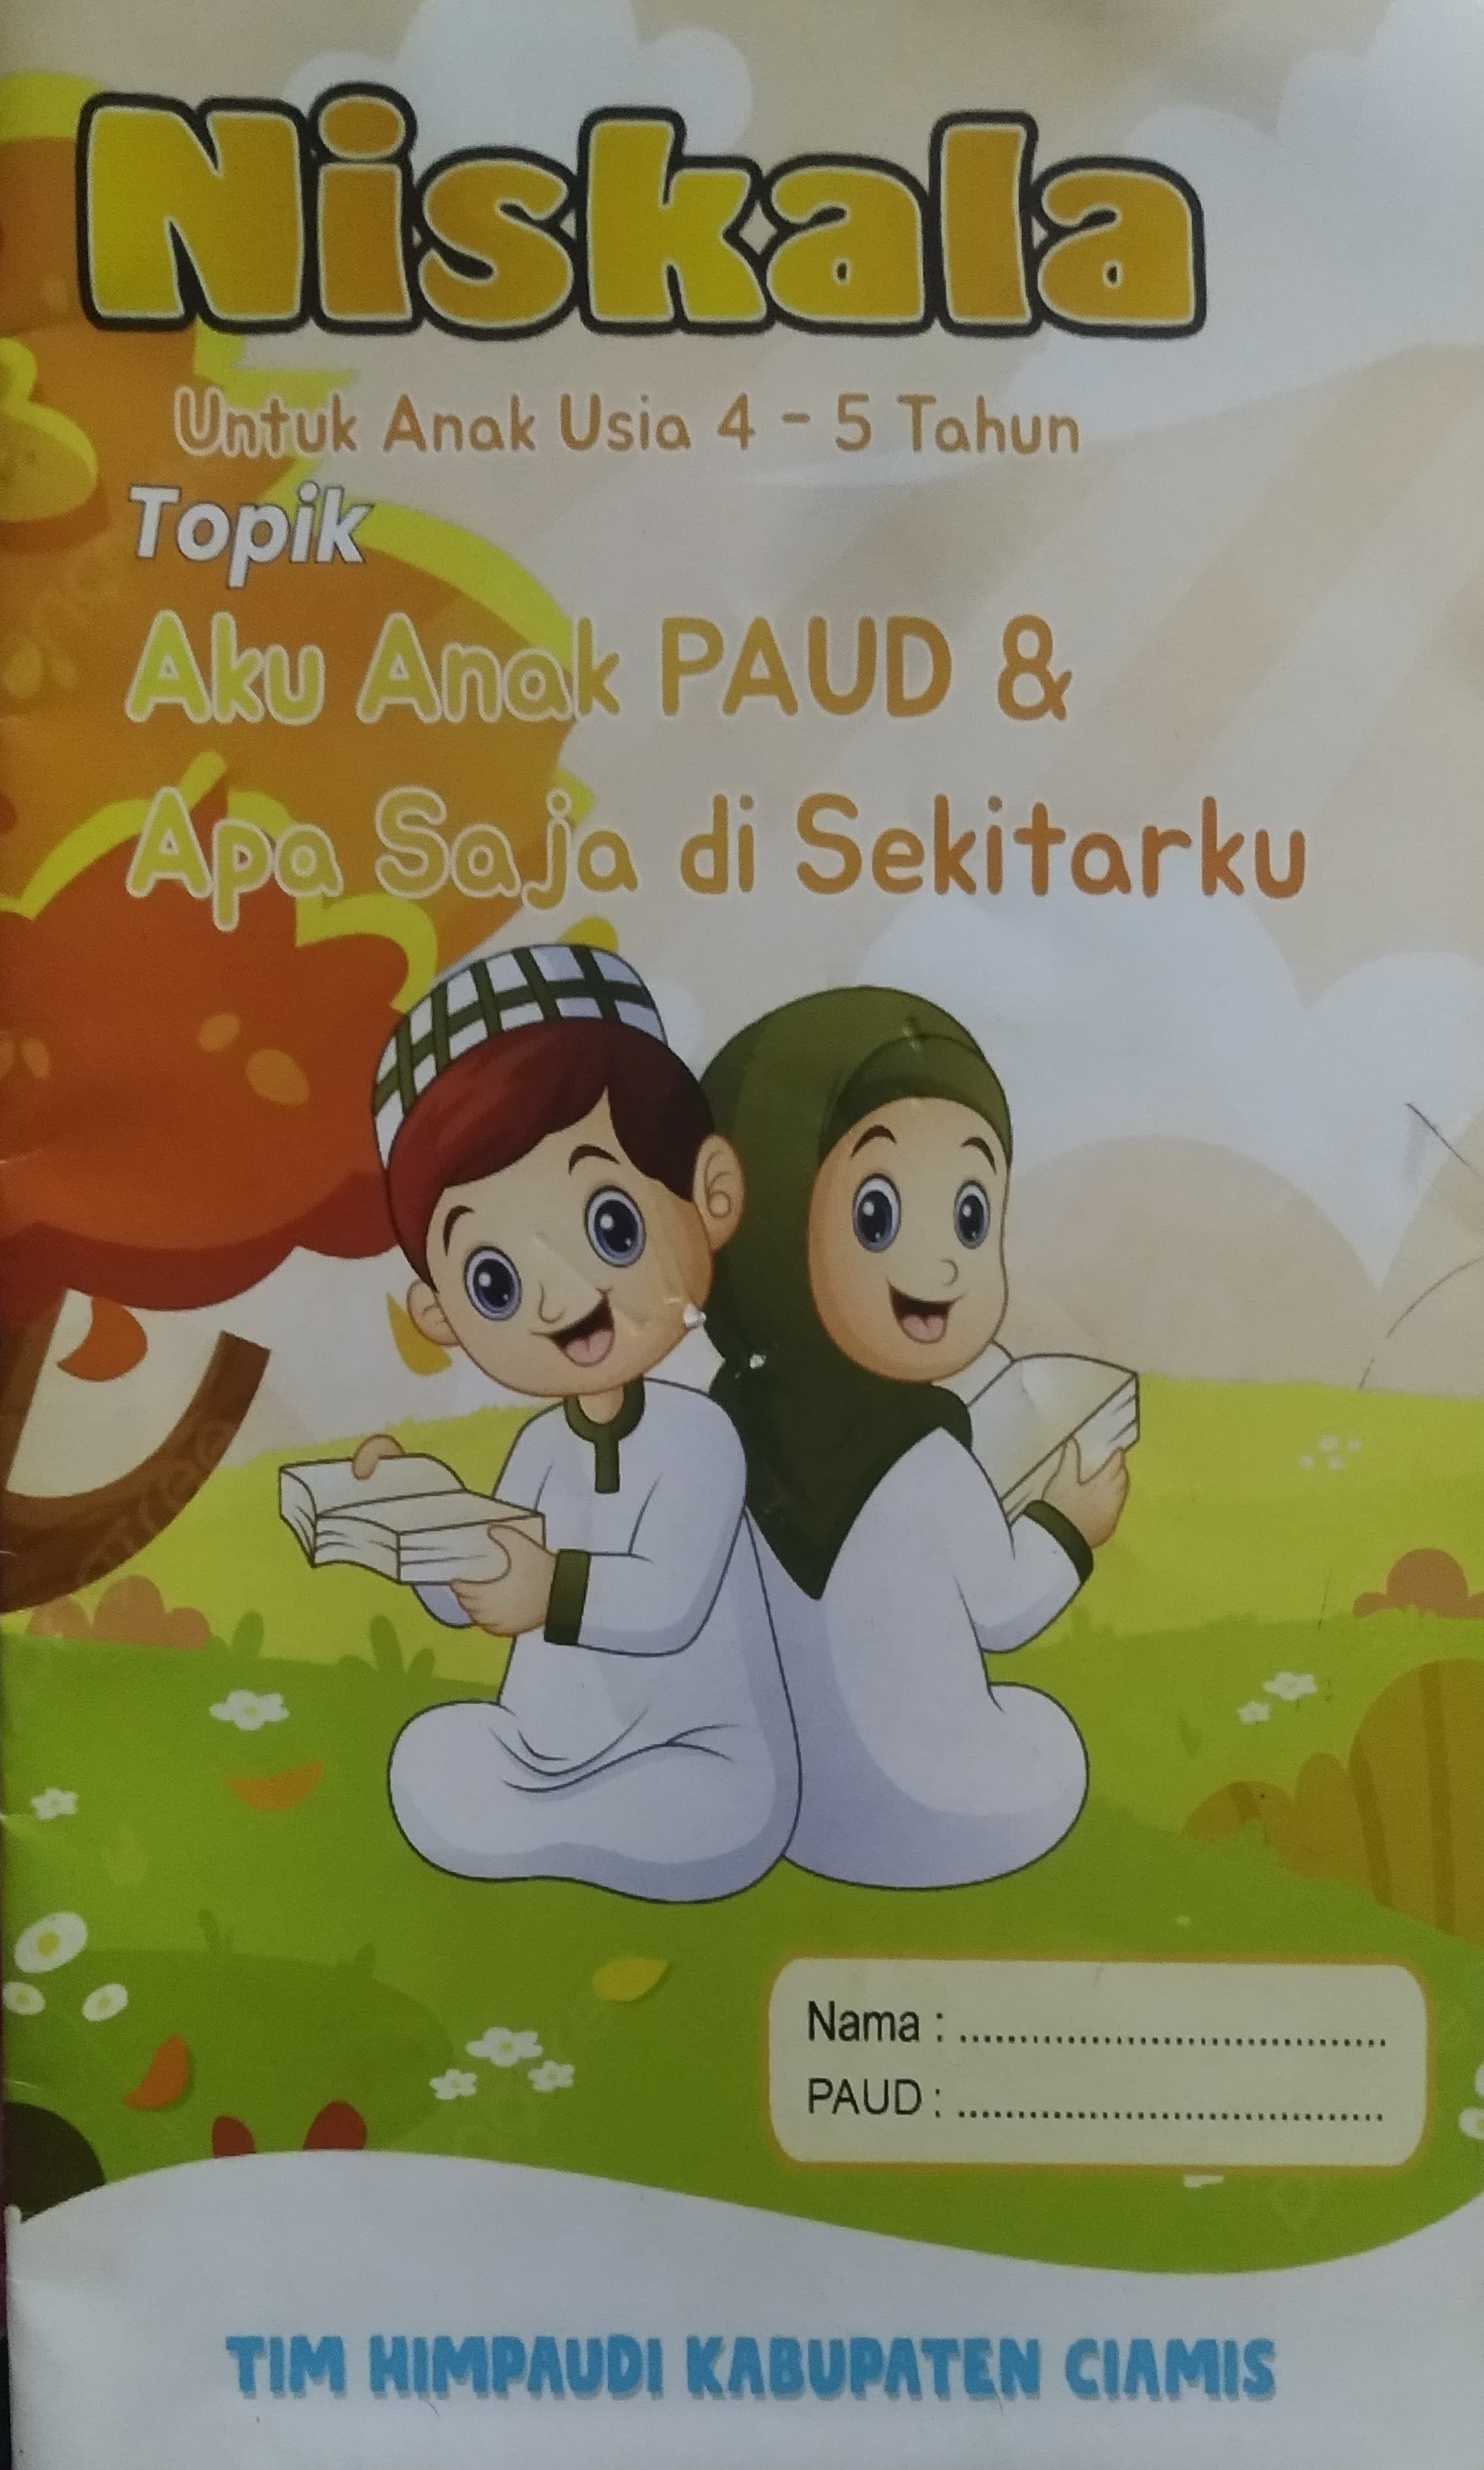 Niskala
Untuk Anak Usia 4 - 5 Tahun
Topik
Aku Anak PAUD &
Apa Saja di Sekitarku
Nama : ....................................
PAUD : ....................................
TIM HIMPAUDI KABUPATEN CIAMIS